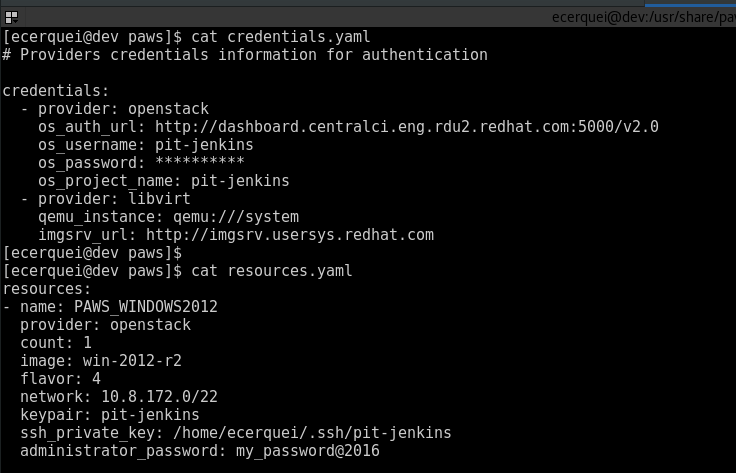 ecerquei@dev:/usr/share/paw
[ecerquei@dev paws]$ cat credentials.yaml
# Providers credentials information for authentication
credentials:
  - provider: openstack
    os_auth_url: http://dashboard.centralci.eng.rdu2.redhat.com:5000/v2.0
    os_username: pit-jenkins
    os_password: **********
    os_project_name: pit-jenkins
  - provider: libvirt
    qemu_instance: qemu:///system
    imgsrv_url: http://imgsrv.usersys.redhat.com
[ecerquei@dev paws]$
[ecerquei@dev paws]$ cat resources.yaml
resources:
- name: PAWS_WINDOWS2012
  provider: openstack
  count: 1
  image: win-2012-r2
  flavor: 4
  network: 10.8.172.0/22
  keypair: pit-jenkins
  ssh_private_key: /home/ecerquei/.ssh/pit-jenkins
  administrator_password: my_password@2016